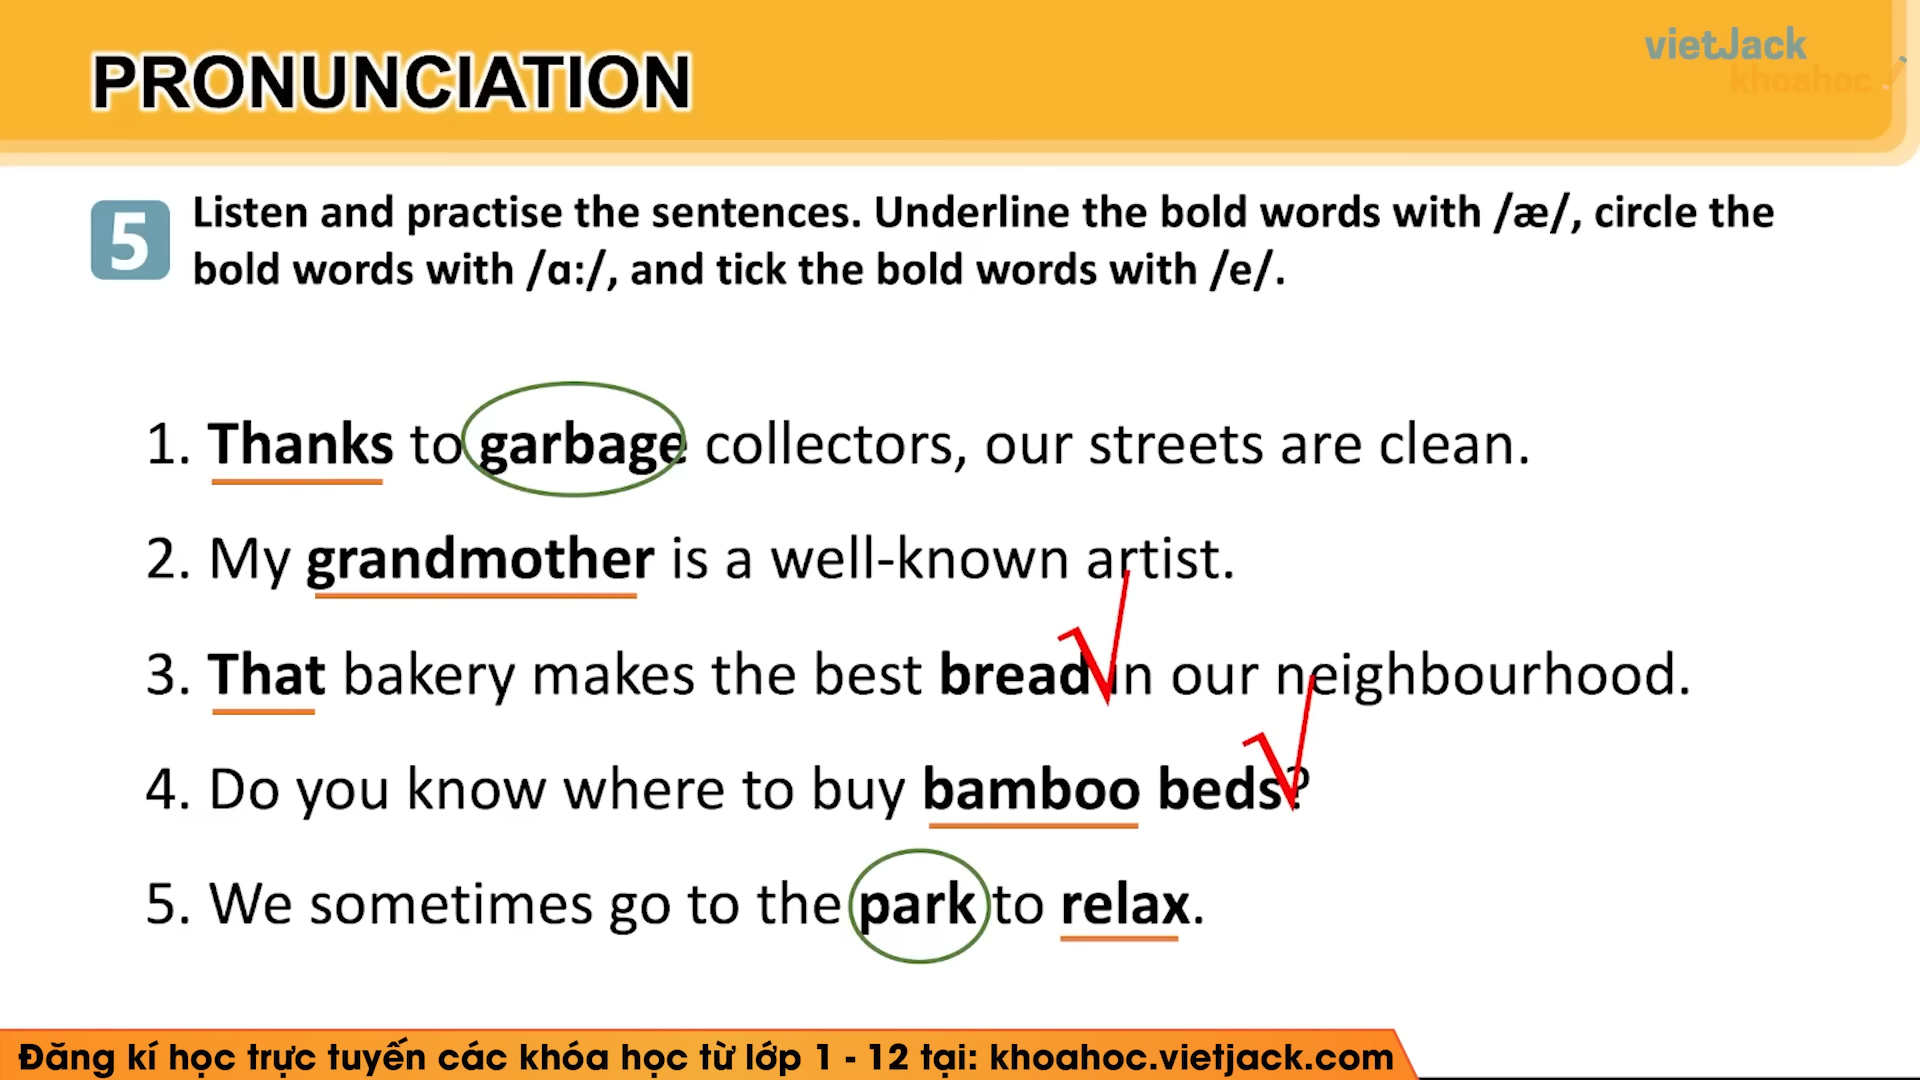 vietJack
khoahoc
PRONUNCIATION
5 Listen and practise the sentences. Underline the bold words with /æ/, circle the
bold words with /ɑ:/, and tick the bold words with /e/.
1. Thanks to garbage collectors, our streets are clean.
2. My grandmother is a well-known artist.
3. That bakery makes the best bread in our neighbourhood.
4. Do you know where to buy bamboo beds?
5. We sometimes go to the park to relax.
Đăng kí học trực tuyến các khóa học từ lớp 1 - 12 tại: khoahoc.vietjack.com